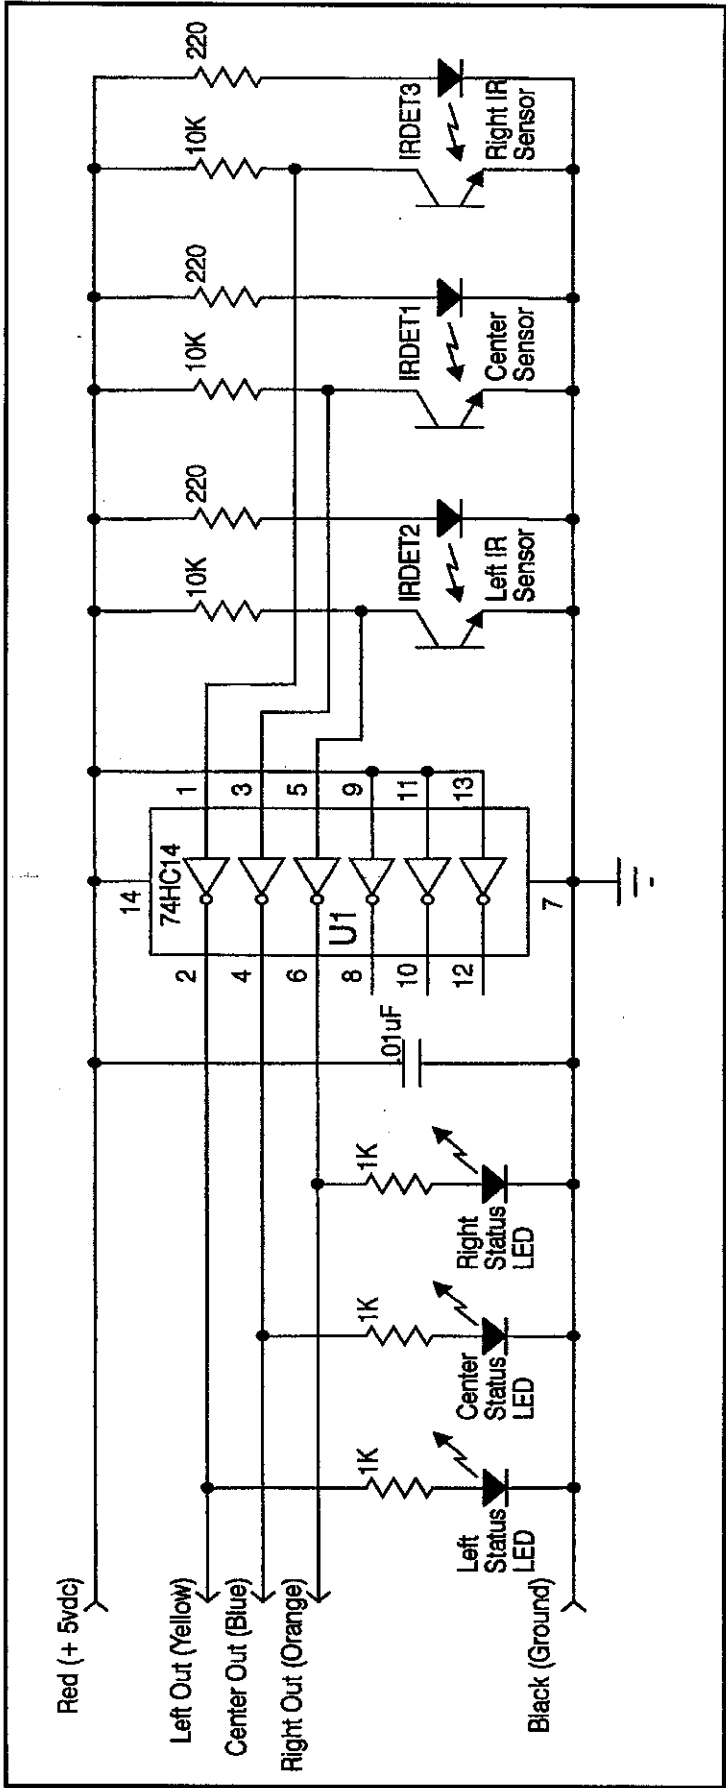 Red (+ 5vdc)
Left Out (Yellow)
Center Out (Blue)
Right Out (Orange)
Black (Ground)
1K
Left
Status
LED
1K
Center
Status
LED
1K
Right
Status
LED
.01uF
14
74HC14
U1
2
4
6
8
10
12
1
3
5
9
11
13
7
10K
220
IRDET2
Left IR
Sensor
10K
220
IRDET1
Center
Sensor
10K
220
IRDET3
Right IR
Sensor